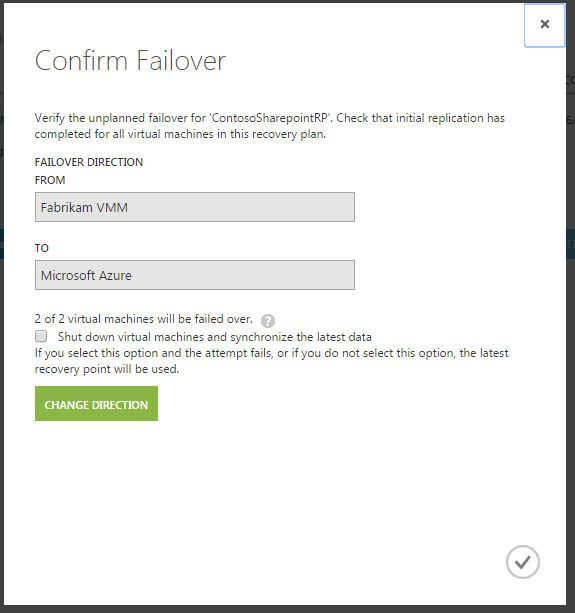 Confirm Failover
Verify the unplanned failover for 'ContosoSharepointRP'. Check that initial replication has
completed for all virtual machines in this recovery plan.
FAILOVER DIRECTION
FROM
Fabrikam VMM
TO
Microsoft Azure
2 of 2 virtual machines will be failed over. ?
Shut down virtual machines and synchronize the latest data
If you select this option and the attempt fails, or if you do not select this option, the latest
recovery point will be used.
CHANGE DIRECTION